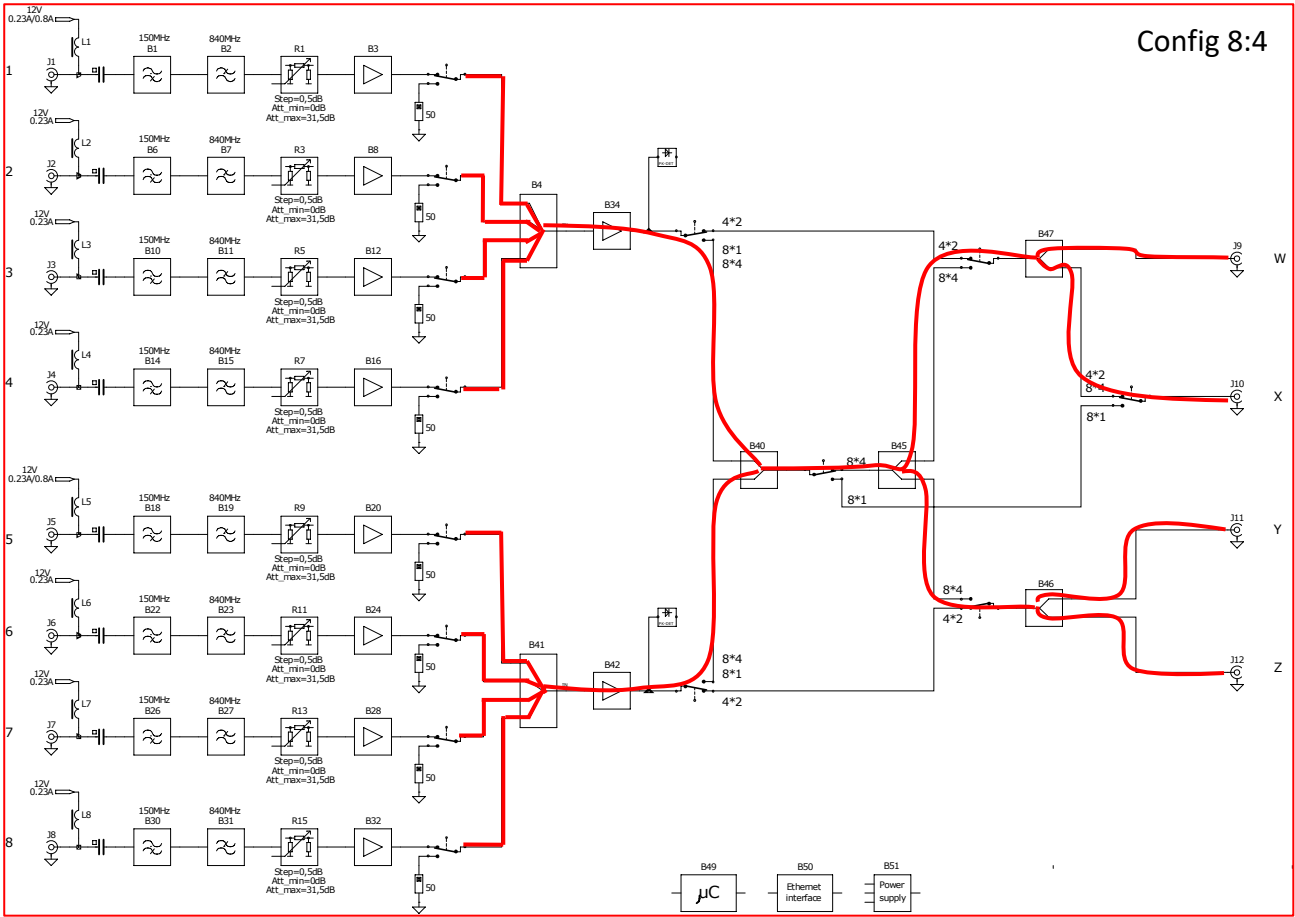 Config 8:4
12V
0.23A/0.8A
L1
J1
1
150MHz
B1
840MHz
B2
R1
Step=0,5dB
Att_min=0dB
Att_max=31,5dB
B3
50
12V
0.23A
L2
J2
2
150MHz
B6
840MHz
B7
R3
Step=0,5dB
Att_min=0dB
Att_max=31,5dB
B8
50
12V
0.23A
L3
J3
3
150MHz
B10
840MHz
B11
R5
Step=0,5dB
Att_min=0dB
Att_max=31,5dB
B12
50
12V
0.23A
L4
J4
4
150MHz
B14
840MHz
B15
R7
Step=0,5dB
Att_min=0dB
Att_max=31,5dB
B16
50
12V
0.23A/0.8A
L5
J5
5
150MHz
B18
840MHz
B19
R9
Step=0,5dB
Att_min=0dB
Att_max=31,5dB
B20
50
12V
0.23A
L6
J6
6
150MHz
B22
840MHz
B23
R11
Step=0,5dB
Att_min=0dB
Att_max=31,5dB
B24
50
12V
0.23A
L7
J7
7
150MHz
B26
840MHz
B27
R13
Step=0,5dB
Att_min=0dB
Att_max=31,5dB
B28
50
12V
0.23A
L8
J8
8
150MHz
B30
840MHz
B31
R15
Step=0,5dB
Att_min=0dB
Att_max=31,5dB
B32
50
B4
B34
PK-DET
4*2
8*1
8*4
B41
B42
PK-DET
8*4
8*1
4*2
B40
8*4
8*1
B45
4*2
8*4
B47
J9
W
4*2
8*4
8*1
J10
X
8*4
4*2
B46
J11
Y
J12
Z
B49
µC
B50
Ethernet
interface
B51
Power
supply